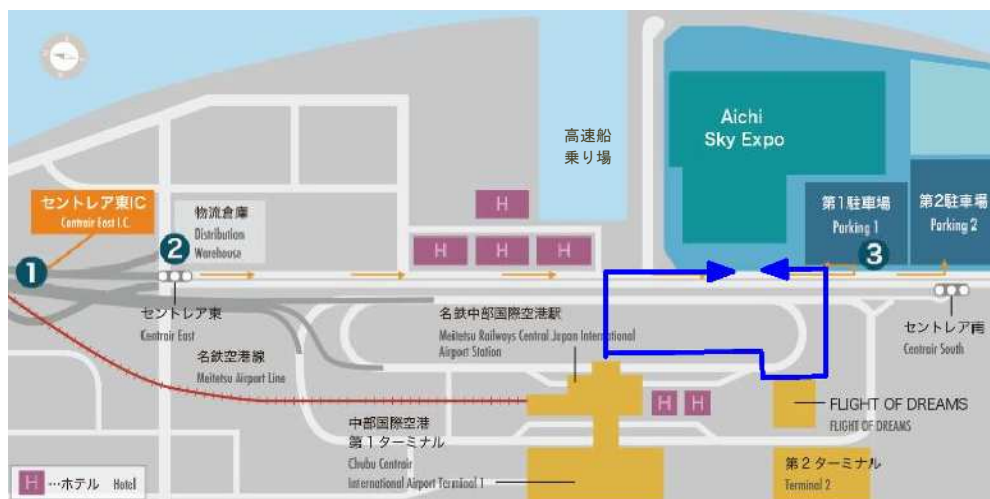 Aichi
Sky Expo
高速船
乗り場
セントレア東IC
Centrair East I.C.
物流倉庫
Distribution
Warehouse
H
H
H
H
第1駐車場
Parking 1
第2駐車場
Parking 2
1
2
3
セントレア東
Centrair East
名鉄中部国際空港駅
Meitetsu Railways Central Japan International
Airport Station
セントレア南
Centrair South
名鉄空港線
Meitetsu Airport Line
H
H
FLIGHT OF DREAMS
FLIGHT OF DREAMS
中部国際空港
第1ターミナル
Chubu Centrair
International Airport Terminal 1
第2ターミナル
Terminal 2
H …ホテル Hotel